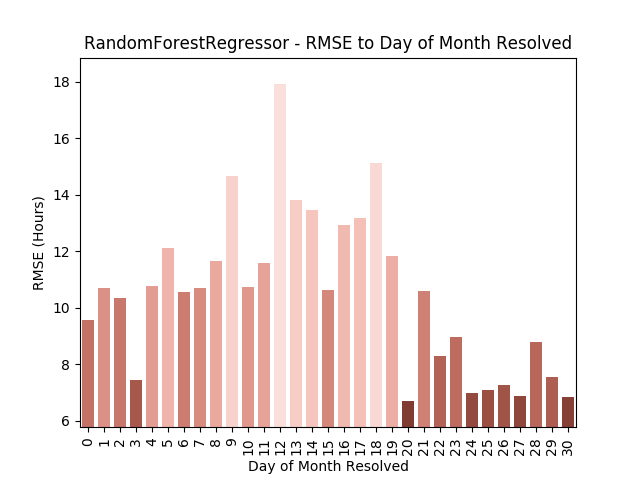 RandomForestRegressor - RMSE to Day of Month Resolved
18
16
14
12
10
8
6
RMSE (Hours)
0 1 2 3 4 5 6 7 8 9 10 11 12 13 14 15 16 17 18 19 20 21 22 23 24 25 26 27 28 29 30
Day of Month Resolved